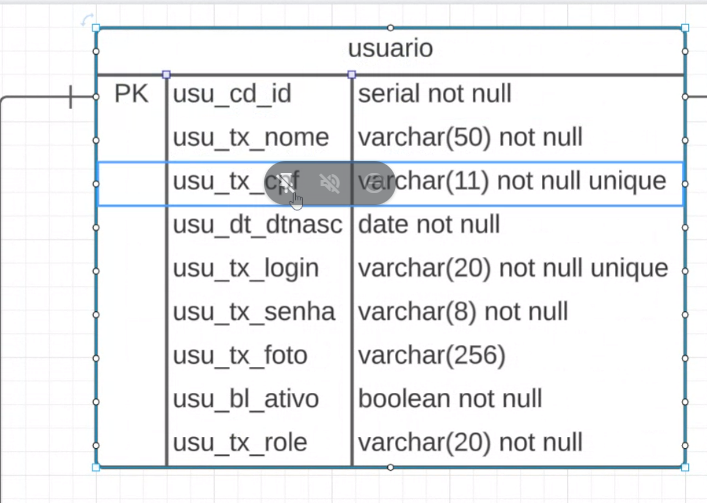 usuario
PK usu_cd_id serial not null
usu_tx_nome varchar(50) not null
usu_tx_cpf varchar(11) not null unique
usu_dt_dtnasc date not null
usu_tx_login varchar(20) not null unique
usu_tx_senha varchar(8) not null
usu_tx_foto varchar(256)
usu_bl_ativo boolean not null
usu_tx_role varchar(20) not null